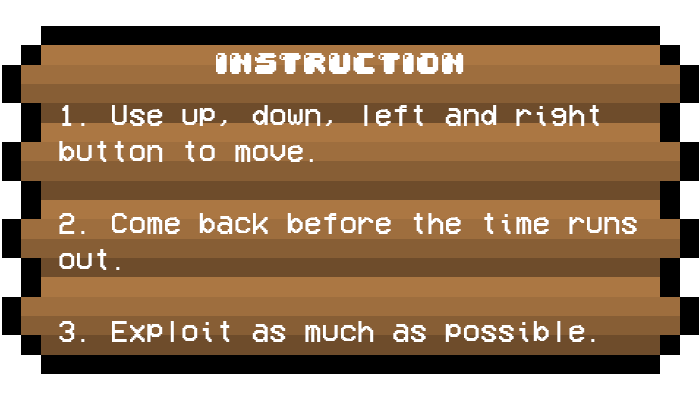 INSTRUCTION
1. Use up, down, left and right
button to move.
2. Come back before the time runs
out.
3. Exploit as much as possible.